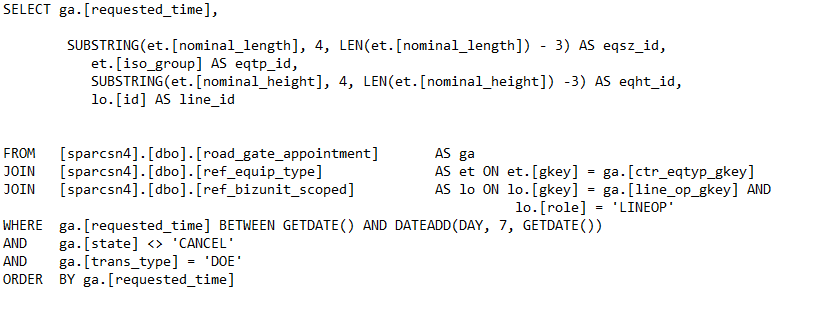 SELECT ga.[requested_time],
SUBSTRING(et.[nominal_length], 4, LEN(et.[nominal_length]) - 3) AS eqsz_id,
et.[iso_group] AS eqtp_id,
SUBSTRING(et.[nominal_height], 4, LEN(et.[nominal_height]) -3) AS eqht_id,
lo.[id] AS line_id
FROM [sparcsn4].[dbo].[road_gate_appointment] AS ga
JOIN [sparcsn4].[dbo].[ref_equip_type] AS et ON et.[gkey] = ga.[ctr_eqtyp_gkey]
JOIN [sparcsn4].[dbo].[ref_bizunit_scoped] AS lo ON lo.[gkey] = ga.[line_op_gkey] AND
lo.[role] = 'LINEOP'
WHERE ga.[requested_time] BETWEEN GETDATE() AND DATEADD(DAY, 7, GETDATE())
AND ga.[state] <> 'CANCEL'
AND ga.[trans_type] = 'DOE'
ORDER BY ga.[requested_time]